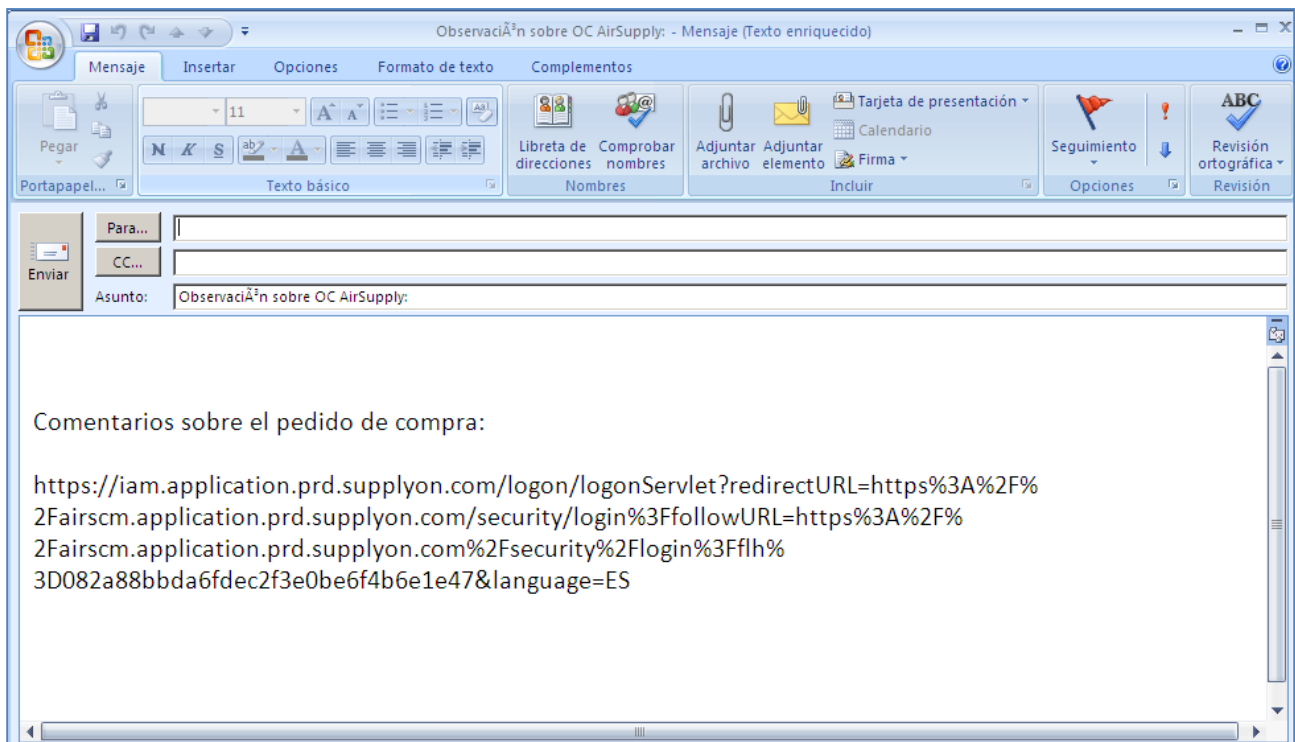 ObservaciÃ³n sobre OC AirSupply: - Mensaje (Texto enriquecido)
Mensaje Insertar Opciones Formato de texto Complementos
Pegar
Portapapel...
11
N K S
Texto básico
Libreta de direcciones
Comprobar nombres
Nombres
Adjuntar archivo
Adjuntar elemento
Tarjeta de presentación
Calendario
Firma
Incluir
Seguimiento
Opciones
ABC
Revisión ortográfica
Revisión
Enviar
Para...
CC...
Asunto: ObservaciÃ³n sobre OC AirSupply:
Comentarios sobre el pedido de compra:
https://iam.application.prd.supplyon.com/logon/logonServlet?redirectURL=https%3A%2F%
2Fairscm.application.prd.supplyon.com/security/login%3FfollowURL=https%3A%2F%
2Fairscm.application.prd.supplyon.com%2Fsecurity%2Flogin%3Fflh%
3D082a88bbda6fdec2f3e0be6f4b6e1e47&language=ES